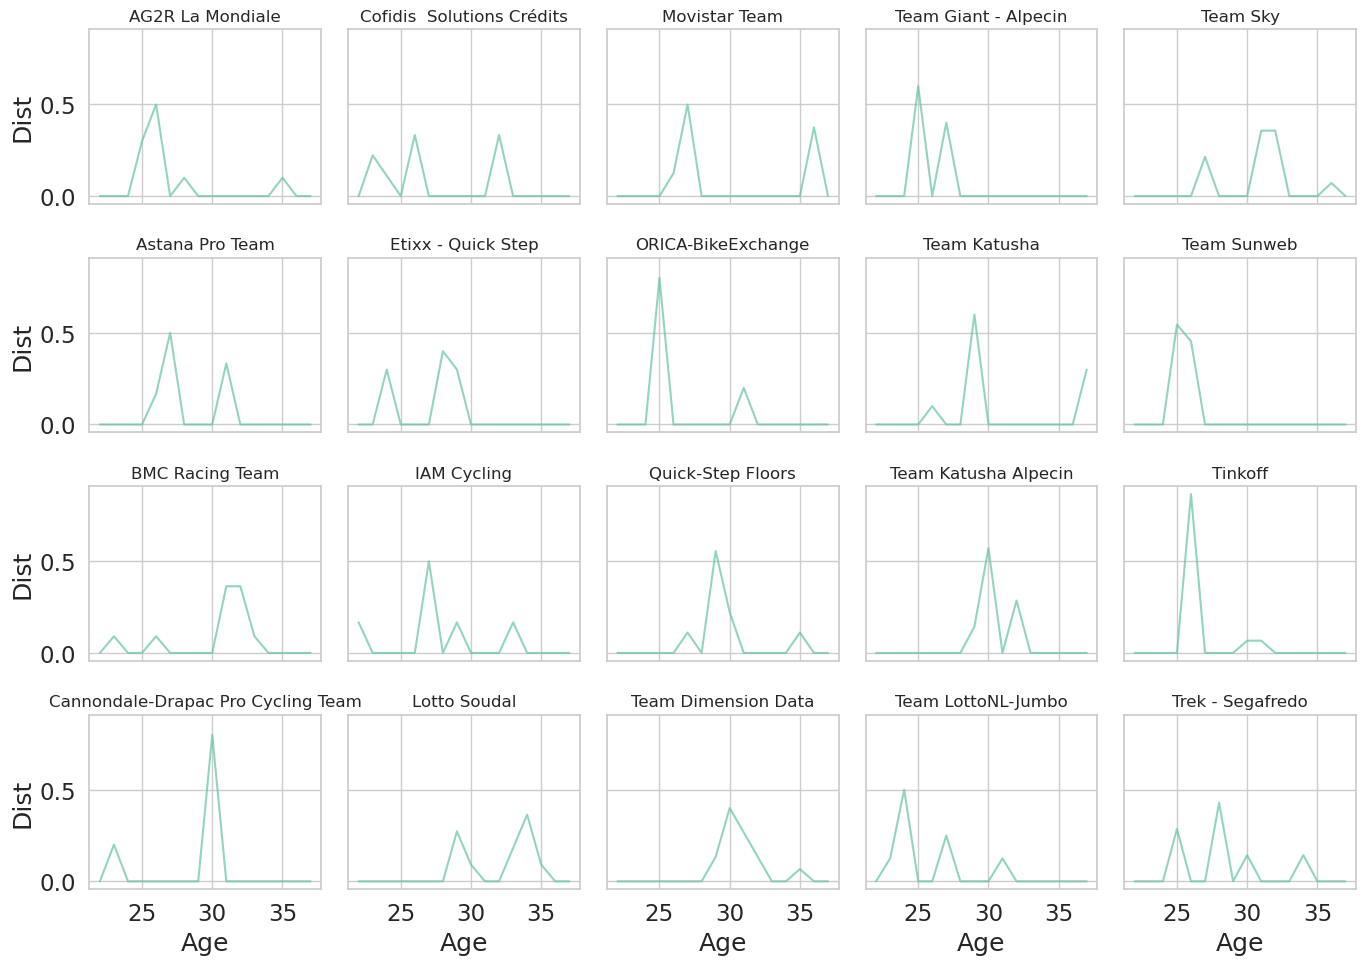 AG2R La Mondiale
Cofidis  Solutions Crédits
Movistar Team
Team Giant - Alpecin
Team Sky
Dist
0.5
0.0
Astana Pro Team
Etixx - Quick Step
ORICA-BikeExchange
Team Katusha
Team Sunweb
Dist
0.5
0.0
BMC Racing Team
IAM Cycling
Quick-Step Floors
Team Katusha Alpecin
Tinkoff
Dist
0.5
0.0
Cannondale-Drapac Pro Cycling Team
Lotto Soudal
Team Dimension Data
Team LottoNL-Jumbo
Trek - Segafredo
Dist
0.5
0.0
25 30 35
25 30 35
25 30 35
25 30 35
25 30 35
Age
Age
Age
Age
Age